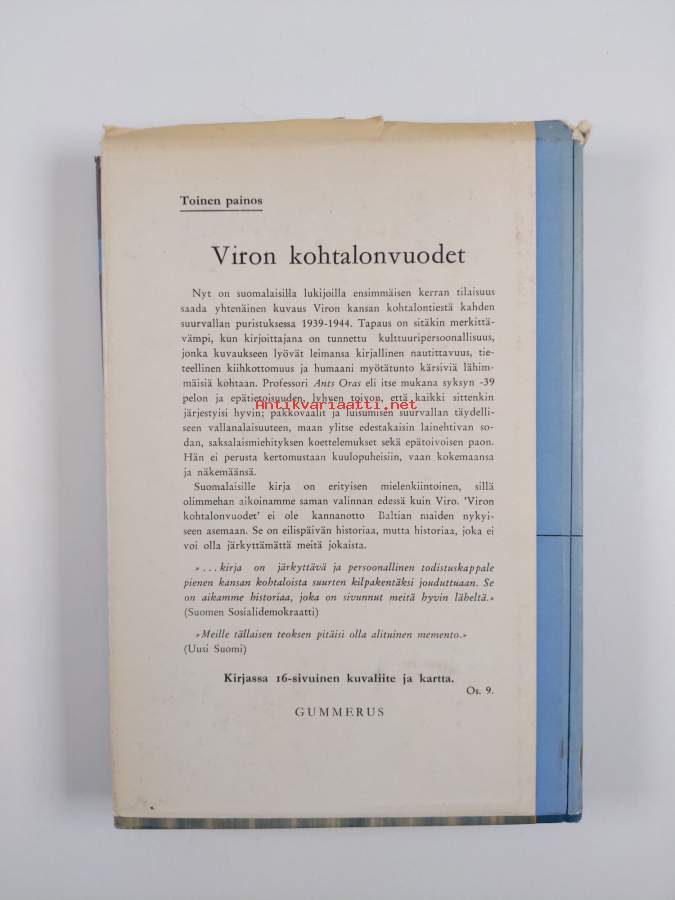 Toinen painos
Viron kohtalonvuodet
Nyt on suomalaisilla lukijoilla ensimmäisen kerran tilaisuus
saada yhtenäinen kuvaus Viron kansan kohtalontiestä kahden
suurvallan puristuksessa 1939-1944. Tapaus on sitäkin merkittä-
vämpi, kun kirjoittajana on tunnettu kulttuuripersoonallisuus,
jonka kuvaukseen lyövät leimansa kirjallinen nautittavuus, tie-
teellinen kiihkottomuus ja humaani myötätunto kärsiviä lähim-
mäisiä kohtaan. Professori Ants Oras eli itse mukana syksyn -39
pelon ja epätietoisuuden, lyhyen toivon, että kaikki sittenkin
Antikvariaatti.net
järjestyisi hyvin; pakkovaalit ja luisumisen suurvallan täydelli-
seen vallanalaisuuteen, maan ylitse edestakaisin lainehtivan so-
dan, saksalaismiehityksen koettelemukset sekä epätoivoisen paon.
Hän ei perusta kertomustaan kuulopuheisiin, vaan kokemaansa
ja näkemäänsä.
Suomalaisille kirja on erityisen mielenkiintoinen, sillä
olimmehan aikoinamme saman valinnan edessä kuin Viro. 'Viron
kohtalonvuodet' ei ole kannanotto Baltian maiden nykyi-
seen asemaan. Se on eilispäivän historiaa, mutta historiaa, joka ei
voi olla järkyttämättä meitä jokaista.
»...kirja on järkyttävä ja persoonallinen todistuskappale
pienen kansan kohtaloista suurten kilpakentäksi jouduttuaan. Se
on aikamme historiaa, joka on sivunnut meitä hyvin läheltä.»
(Suomen Sosialidemokraatti)
»Meille tällaisen teoksen pitäisi olla alituinen memento.»
(Uusi Suomi)
Kirjassa 16-sivuinen kuvaliite ja kartta.
Os. 9.
GUMMERUS